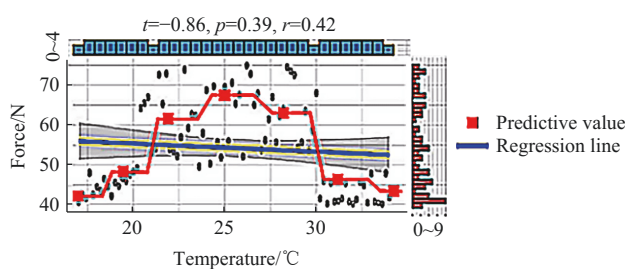 t=−0.86, p=0.39, r=0.42
0~4
70
60
50
40
Force/N
20
25
30
Temperature/℃
0~9
Predictive value
Regression line